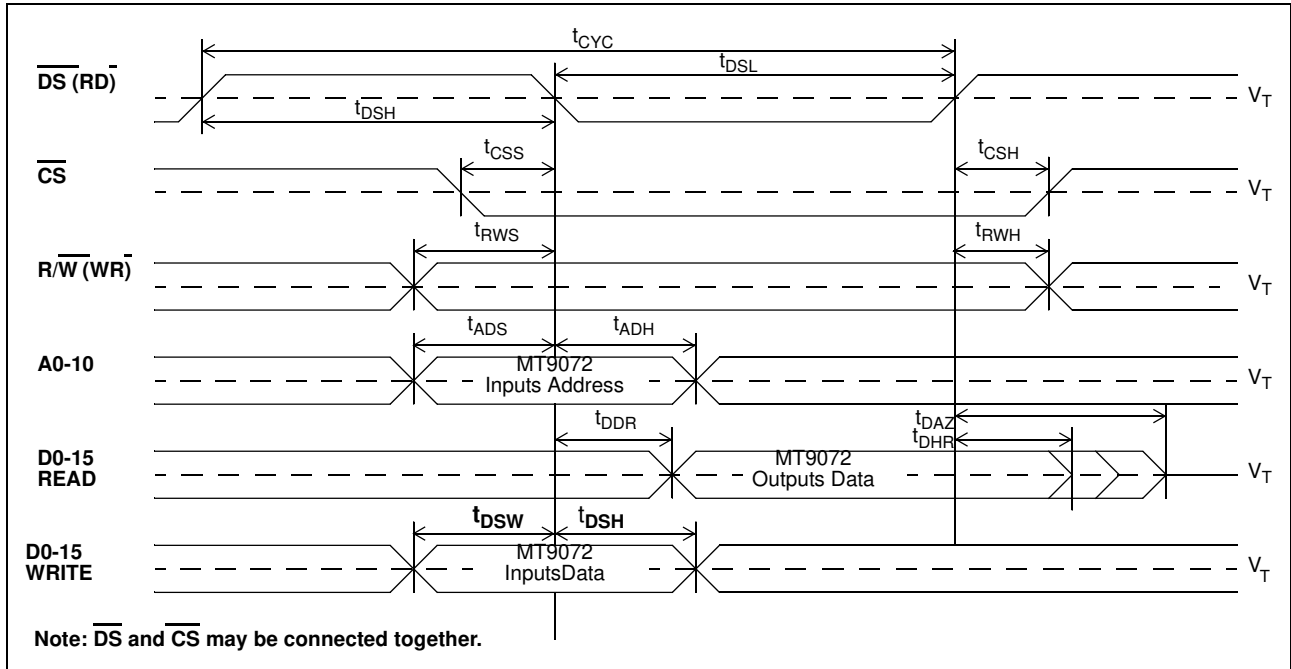 tCYC
DS (RD)
tDSL
VT
tDSH
tCSS
tCSH
CS
VT
tRWS
tRWH
R/W (WR)
VT
tADS
tADH
A0-10
MT9072
Inputs Address
VT
tDAZ
tDDR
tDHR
D0-15
READ
MT9072
Outputs Data
VT
tDSW
tDSH
D0-15
WRITE
MT9072
InputsData
VT
Note: DS and CS may be connected together.